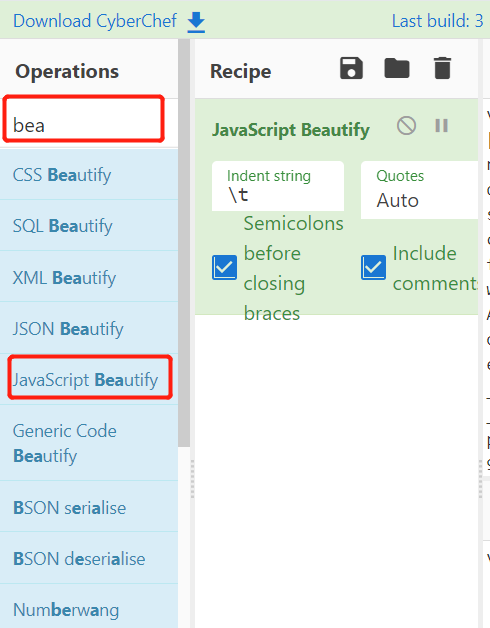 Download CyberChef
Last build: 3
Operations
Recipe
bea
CSS Beautify
SQL Beautify
XML Beautify
JSON Beautify
JavaScript Beautify
Generic Code
Beautify
BSON serialise
BSON deserialise
Numberwang
JavaScript Beautify
Indent string
\t
Quotes
Auto
Semicolons
before
closing
braces
Include
comments